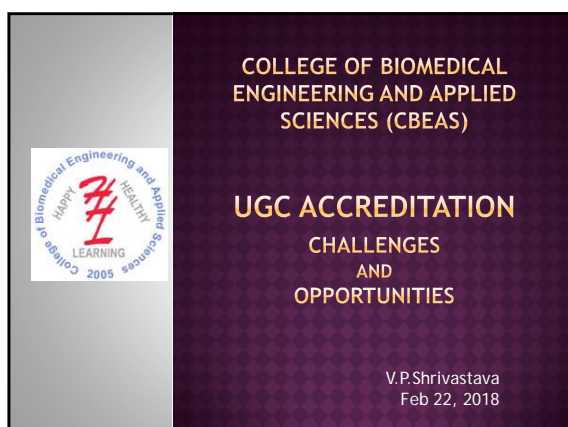 COLLEGE OF BIOMEDICAL
ENGINEERING AND APPLIED
SCIENCES (CBEAS)
UGC ACCREDITATION
CHALLENGES
AND
OPPORTUNITIES
V.P.Shrivastava
Feb 22, 2018
College of Biomedical Engineering and Applied Sciences
HAPPY
HEALTHY
HHL
LEARNING
2005